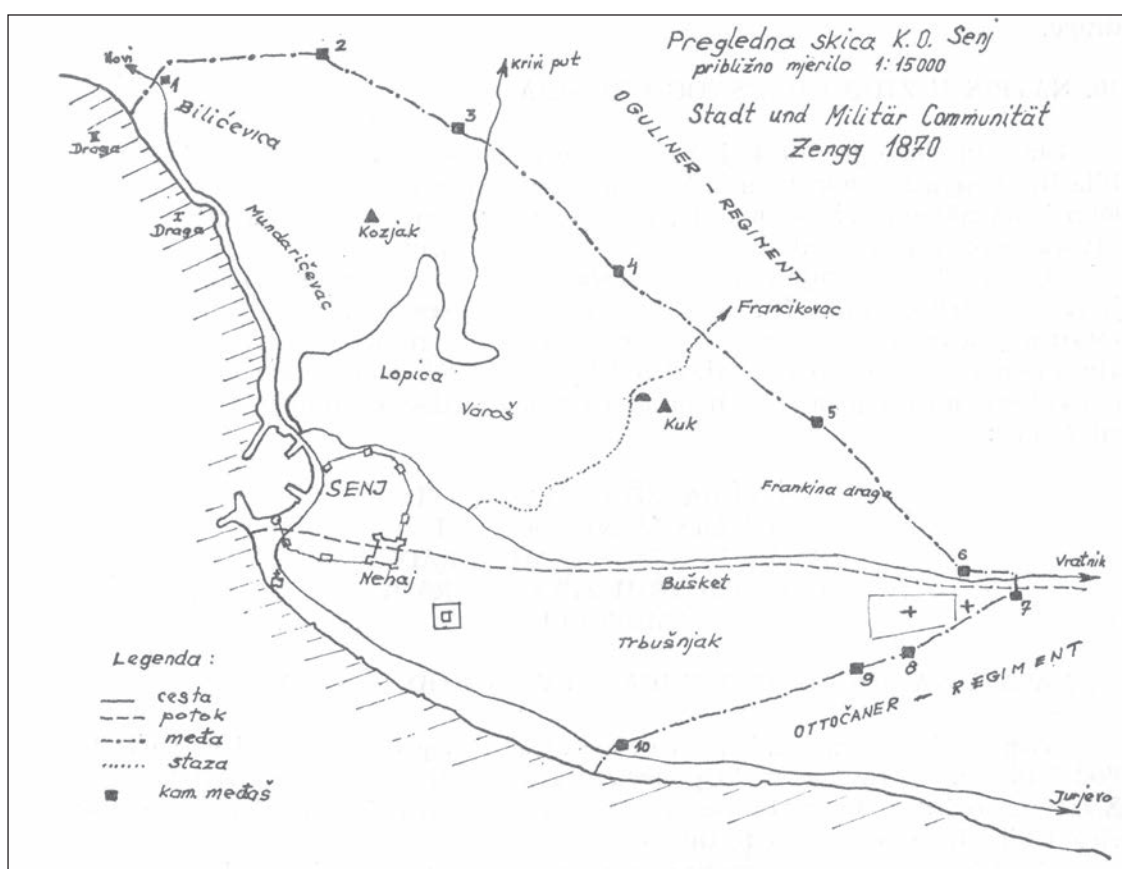 Pregledna skica K.O. Senj
približno mjerilo 1:15000
Stadt und Militär Communität
Zengg 1870
Novi
1
2
Krivi put
3
Bilićevica
II
Draga
I
Draga
Mundaričevac
Kozjak
OGULINER - REGIMENT
4
Francikovac
Lopica
Varoš
Kuk
5
SENJ
Frankina draga
6
Vratnik
Nehaj
Bušket
7
Trbušnjak
8
9
OTTOČANER - REGIMENT
10
Jurjevo
Legenda :
cesta
potok
međa
staza
kam. međaš